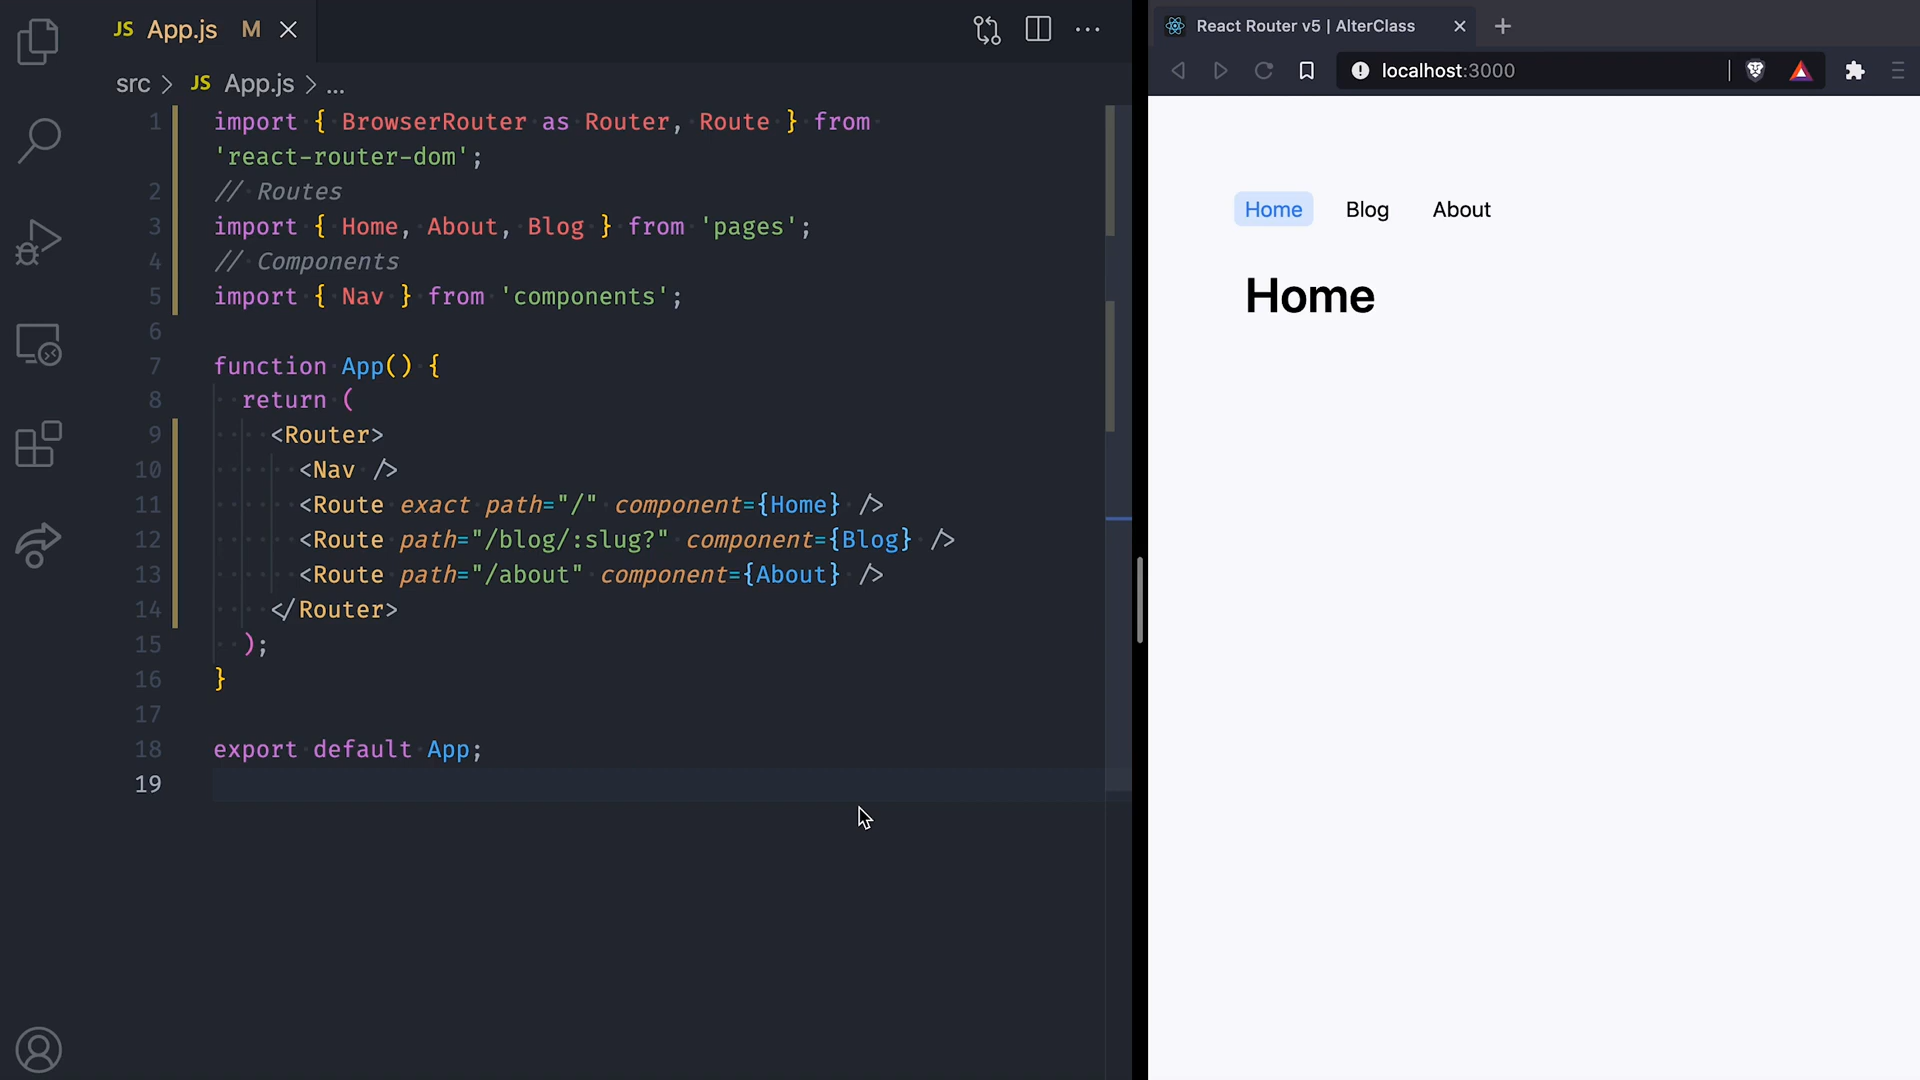 JS App.js M
src > JS App.js > ...
1 import { BrowserRouter as Router, Route } from
'react-router-dom';
2 // Routes
3 import { Home, About, Blog } from 'pages';
4 // Components
5 import { Nav } from 'components';
6
7 function App() {
8 return (
9 <Router>
10 <Nav />
11 <Route exact path="/" component={Home} />
12 <Route path="/blog/:slug?" component={Blog} />
13 <Route path="/about" component={About} />
14 </Router>
15 );
16 }
17
18 export default App;
19
React Router v5 | AlterClass
localhost:3000
Home Blog About
Home